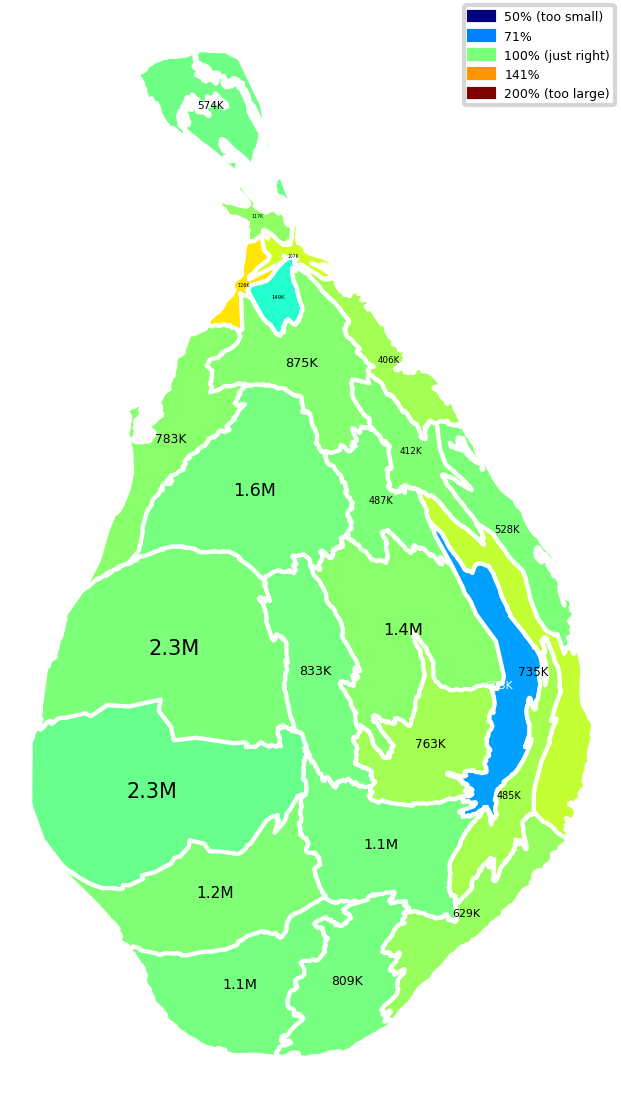 50% (too small)
71%
100% (just right)
141%
200% (too large)
574K
117K
107K
126K
149K
875K
406K
783K
412K
1.6M
487K
528K
1.4M
2.3M
833K
735K
763K
2.3M
485K
1.1M
1.2M
629K
1.1M
809K